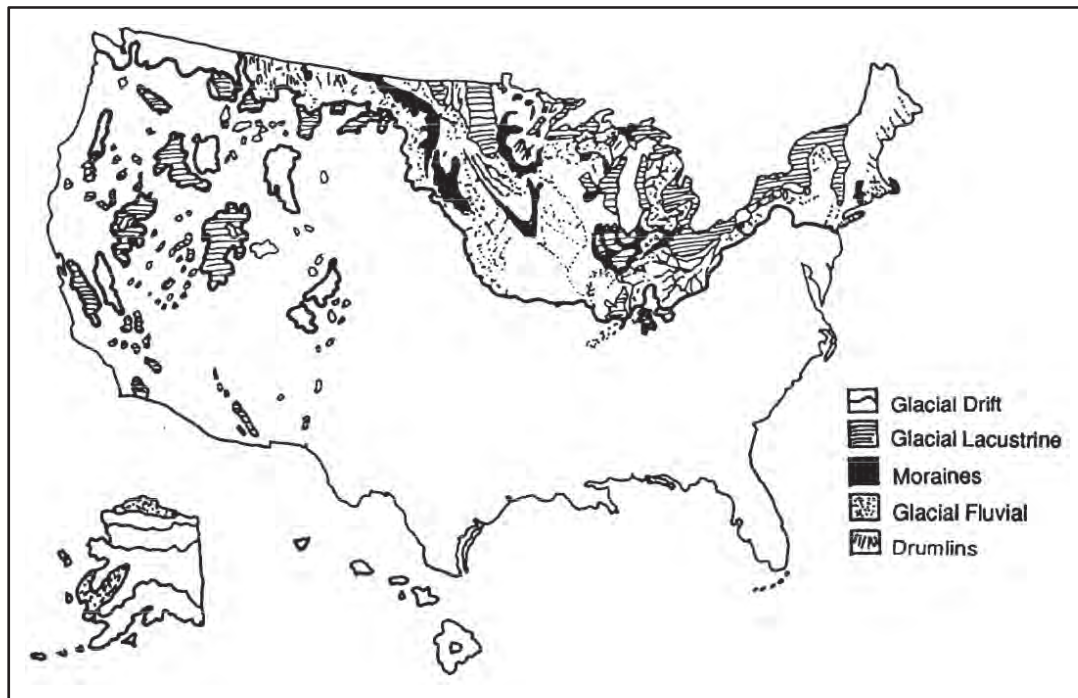 Glacial Drift
Glacial Lacustrine
Moraines
Glacial Fluvial
Drumlins